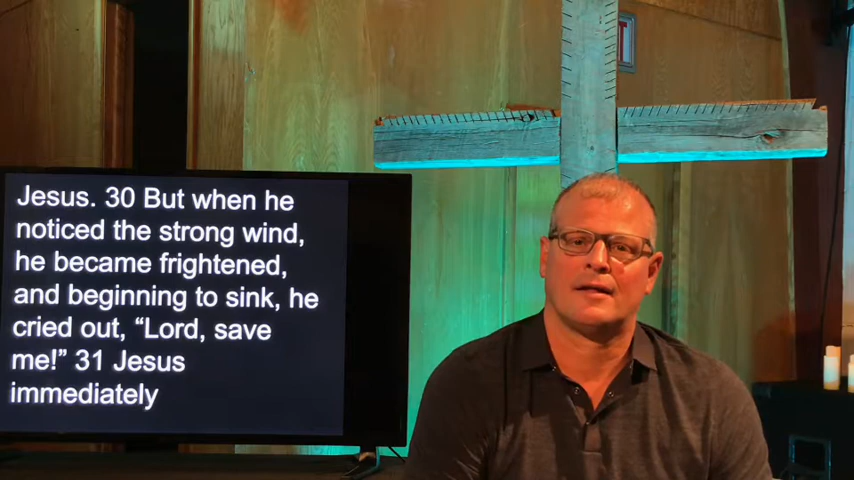 Jesus. 30 But when he
noticed the strong wind,
he became frightened,
and beginning to sink, he
cried out, “Lord, save
me!” 31 Jesus
immediately